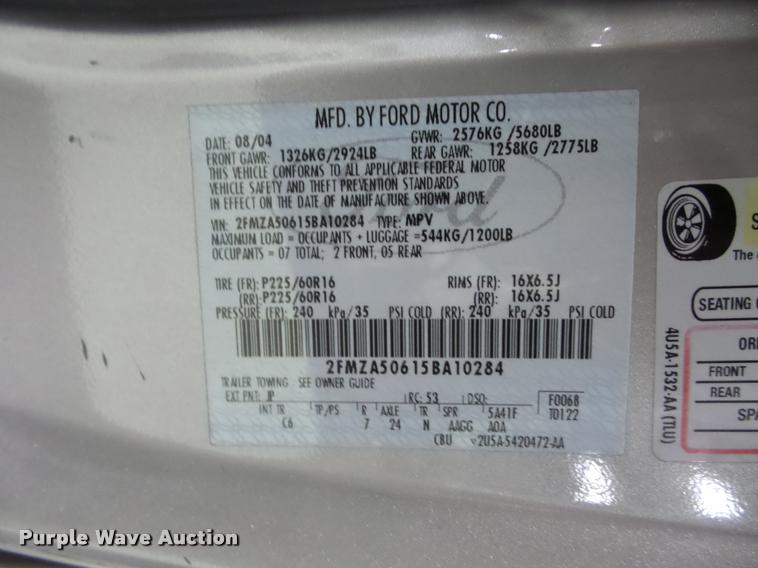 MFD. BY FORD MOTOR CO.
DATE: 08/04 GVWR: 2576KG /5680LB
FRONT GAWR: 1326KG/2924LB REAR GAWR: 1258KG /2775LB
THIS VEHICLE CONFORMS TO ALL APPLICABLE FEDERAL MOTOR
VEHICLE SAFETY AND THEFT PREVENTION STANDARDS
IN EFFECT ON THE DATE OF MANUFACTURE SHOWN ABOVE.
Ford
VIN: 2FMZA50615BA10284 TYPE: MPV
MAXIMUM LOAD = OCCUPANTS + LUGGAGE =544KG/1200LB
OCCUPANTS = 07 TOTAL; 2 FRONT, 05 REAR
TIRE (FR): P225/60R16 RIMS (FR): 16X6.5J
(RR): P225/60R16 (RR): 16X6.5J
PRESSURE (FR): 240 kPa/35 PSI COLD (RR): 240 kPa/35 PSI COLD
2FMZA50615BA10284
TRAILER TOWING SEE OWNER GUIDE
EXT PNT: JP RC: 53 DSO: F0068
INT TR TP/PS R AXLE TR SPR 5A41F T0122
C6 7 24 N AAGG AOA
CBU V2U5A-5420472-AA
S
The
SEATING
4U5A-1532-AA (TLU)
FRONT
REAR
Purple Wave Auction